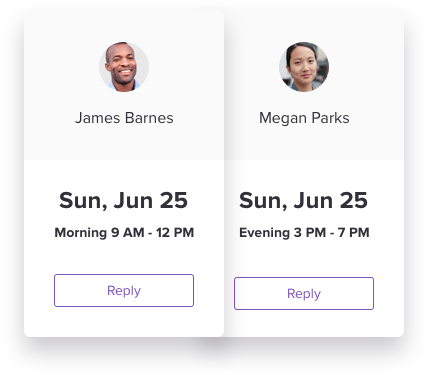 James Barnes
Sun, Jun 25
Morning 9 AM - 12 PM
Reply
Megan Parks
Sun, Jun 25
Evening 3 PM - 7 PM
Reply